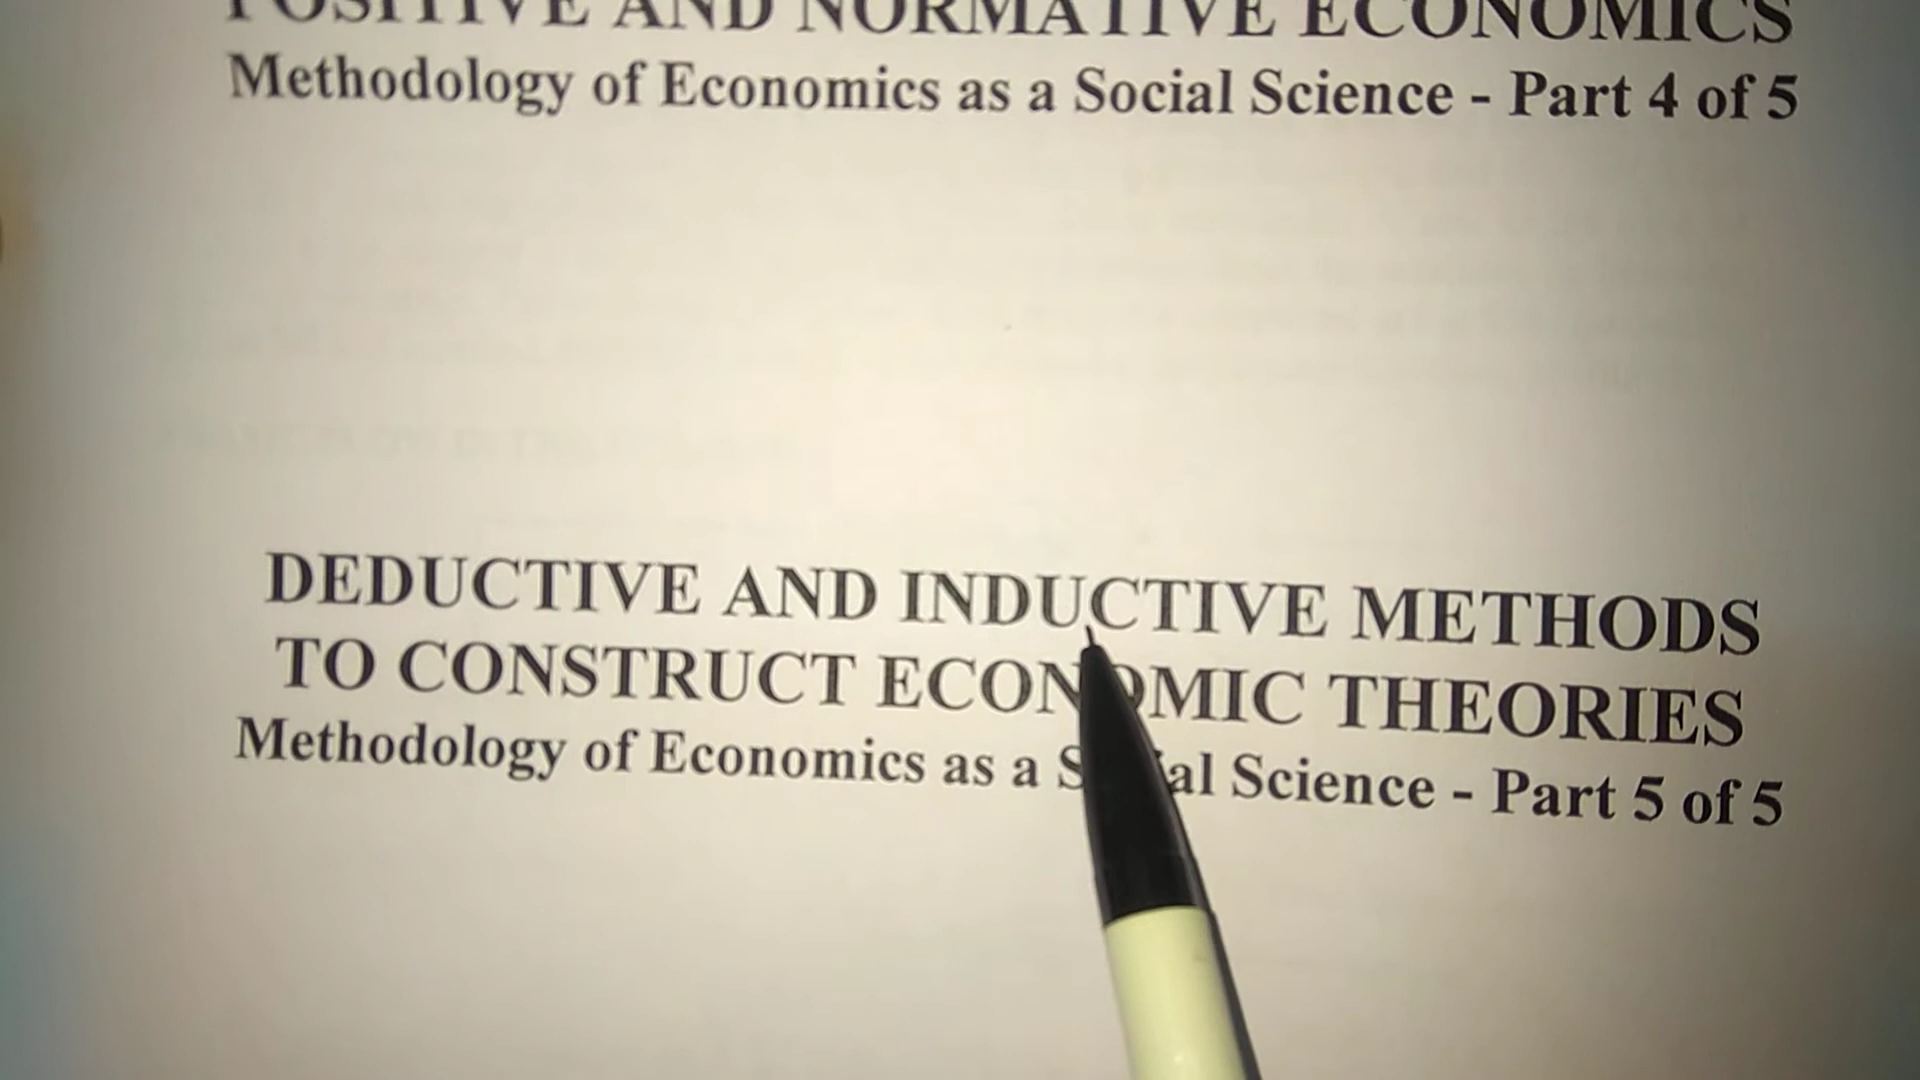 POSITIVE AND NORMATIVE ECONOMICS
Methodology of Economics as a Social Science - Part 4 of 5
DEDUCTIVE AND INDUCTIVE METHODS
TO CONSTRUCT ECONOMIC THEORIES
Methodology of Economics as a Social Science - Part 5 of 5